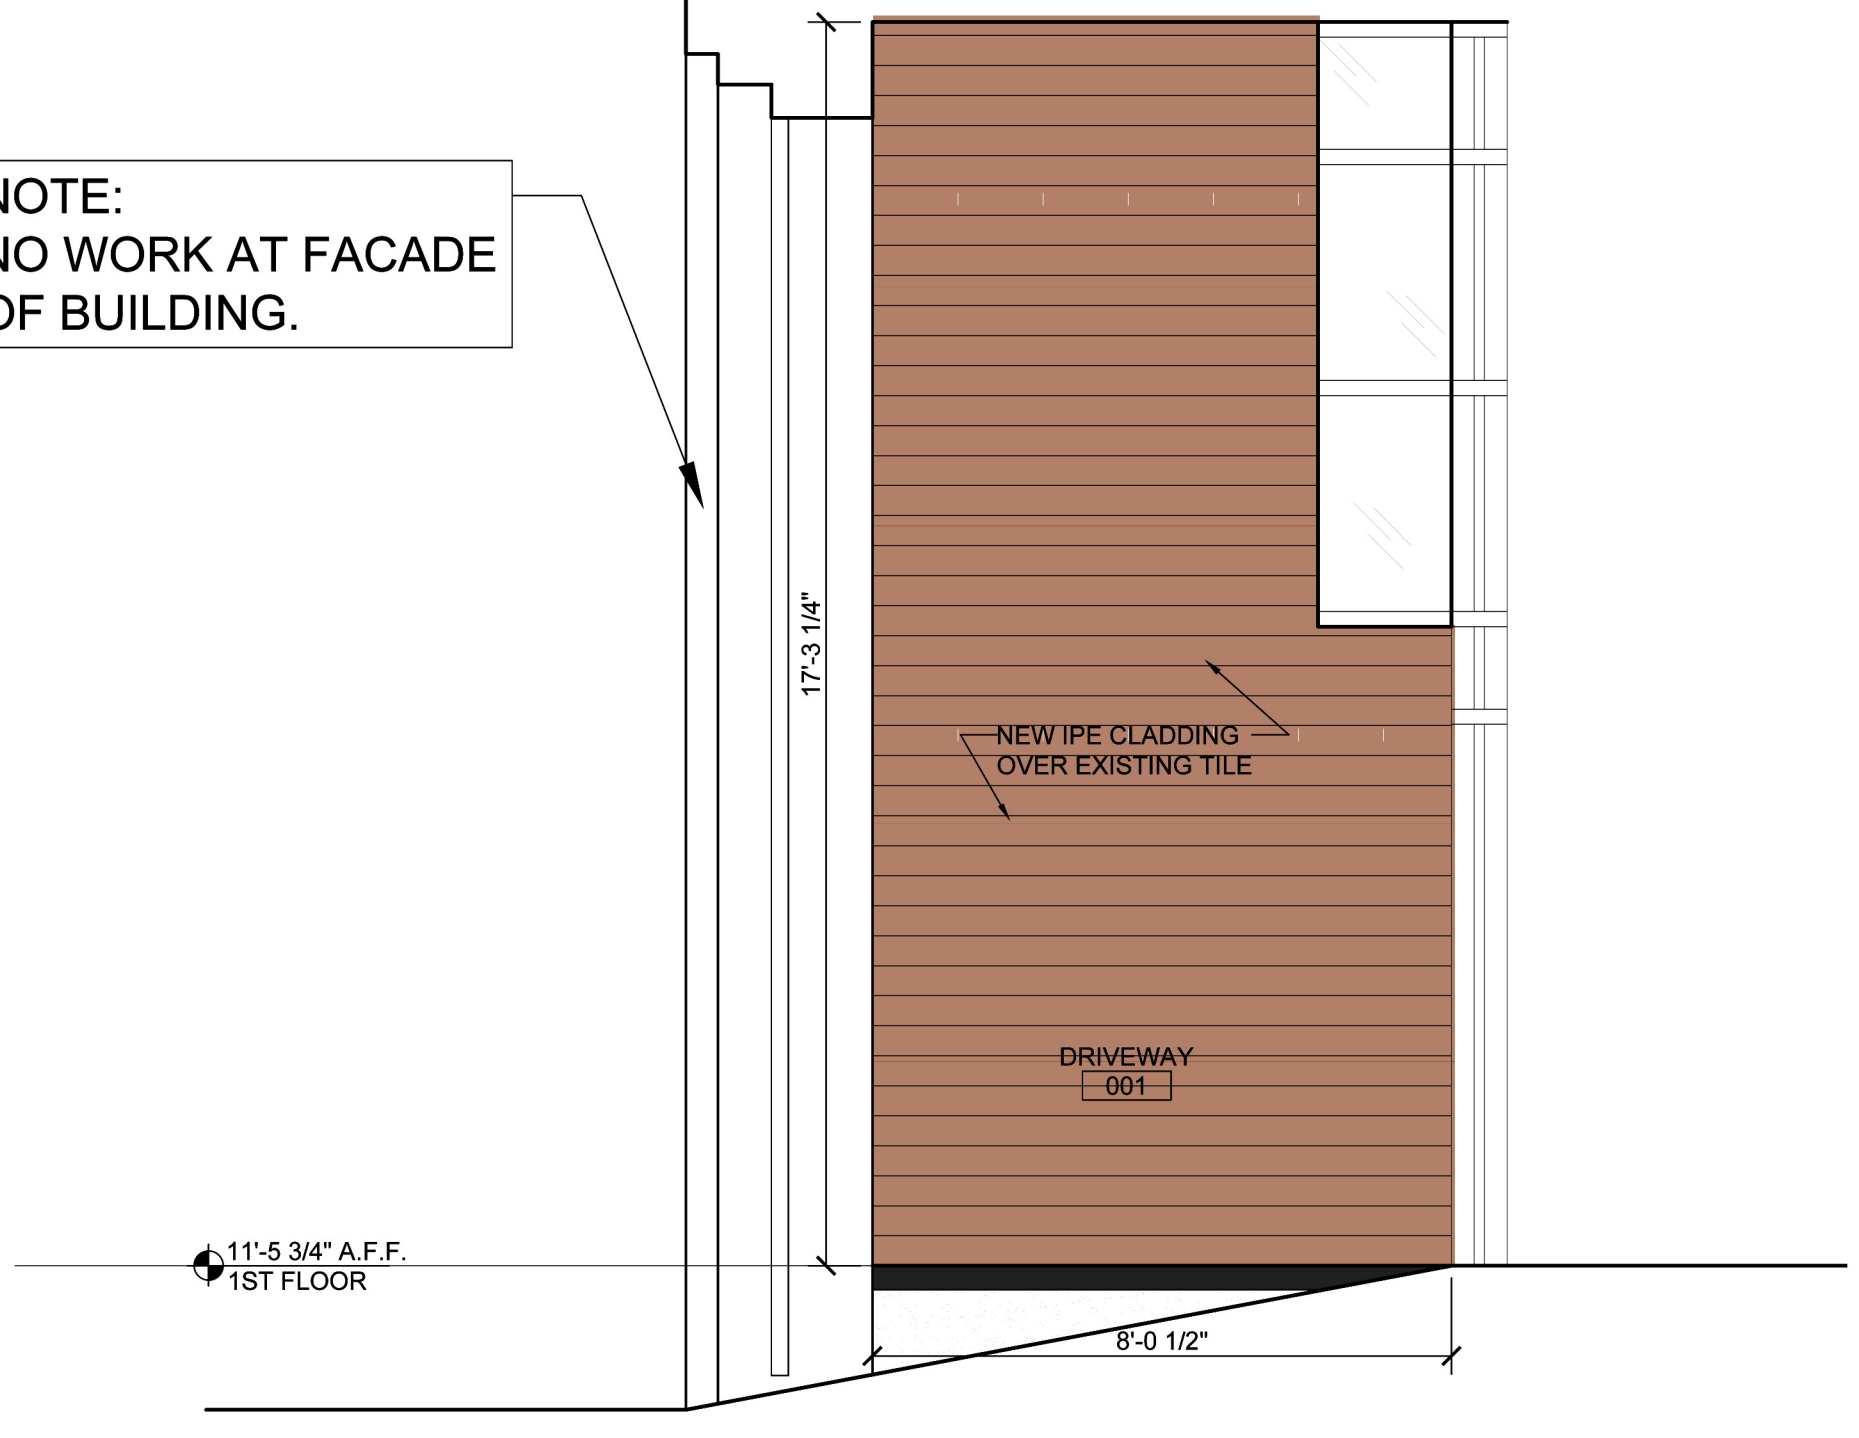 NOTE:
NO WORK AT FACADE
OF BUILDING.
17'-3 1/4"
NEW IPE CLADDING
OVER EXISTING TILE
DRIVEWAY
001
11'-5 3/4" A.F.F.
1ST FLOOR
8'-0 1/2"